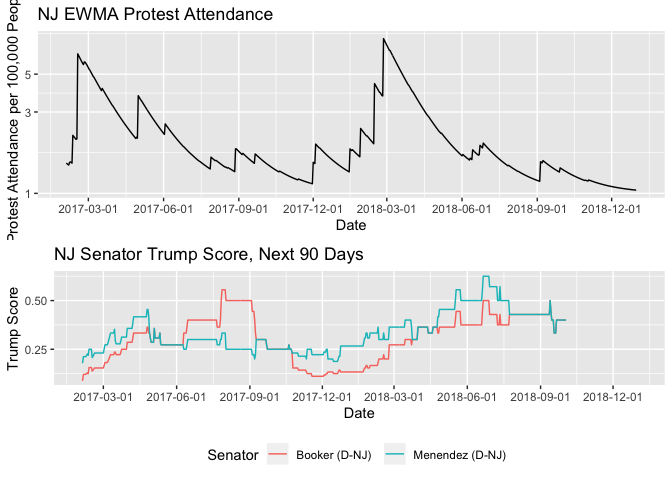 NJ EWMA Protest Attendance
Protest Attendance per 100,000
5
3
1
2017-03-01 2017-06-01 2017-09-01 2017-12-01 2018-03-01 2018-06-01 2018-09-01 2018-12-01
Date
NJ Senator Trump Score, Next 90 Days
Trump Score
0.50
0.25
2017-03-01 2017-06-01 2017-09-01 2017-12-01 2018-03-01 2018-06-01 2018-09-01 2018-12-01
Date
Senator Booker (D-NJ) Menendez (D-NJ)